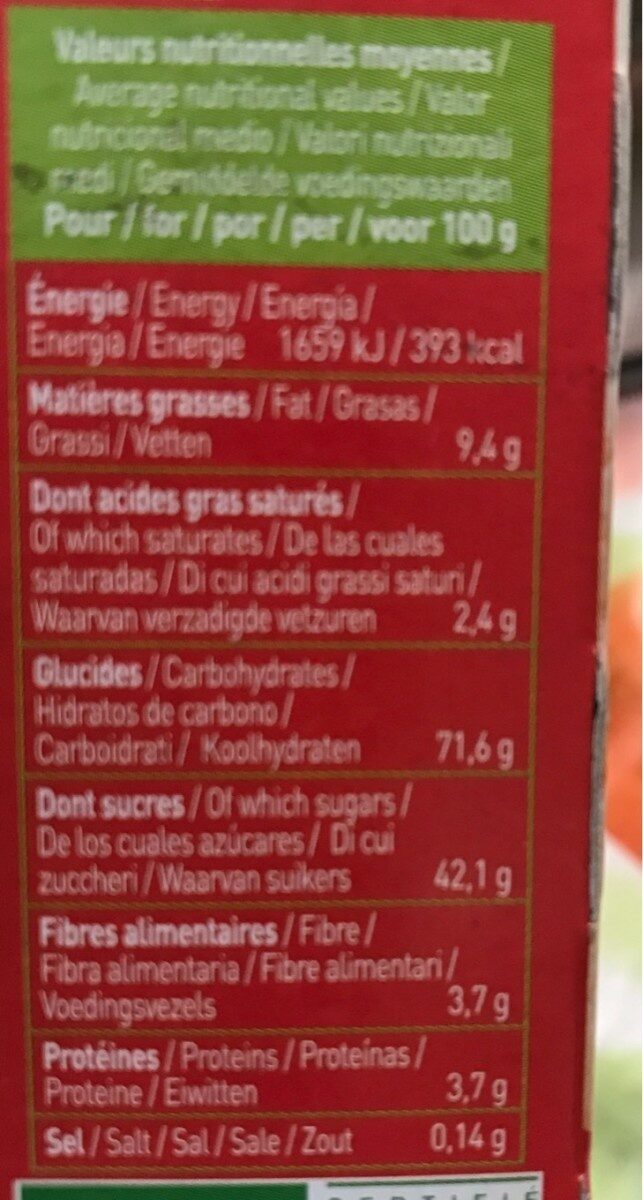 Valeurs nutritionnelles moyennes /
Average nutritional values / Valor
nutricional medio / Valori nutrizionali
medi / Gemiddelde voedingswaarden
Pour / for / por / per / voor 100 g
Énergie / Energy / Energía /
Energia / Energie 1659 kJ / 393 kcal
Matières grasses / Fat / Grasas /
Grassi / Vetten 9,4 g
Dont acides gras saturés /
Of which saturates / De las cuales
saturadas / Di cui acidi grassi saturi /
Waarvan verzadigde vetzuren 2,4 g
Glucides / Carbohydrates /
Hidratos de carbono /
Carboidrati / Koolhydraten 71,6 g
Dont sucres / Of which sugars /
De los cuales azúcares / Di cui
zuccheri / Waarvan suikers 42,1 g
Fibres alimentaires / Fibre /
Fibra alimentaria / Fibre alimentari /
Voedingsvezels 3,7 g
Protéines / Proteins / Proteínas /
Proteine / Eiwitten 3,7 g
Sel / Salt / Sal / Sale / Zout 0,14 g